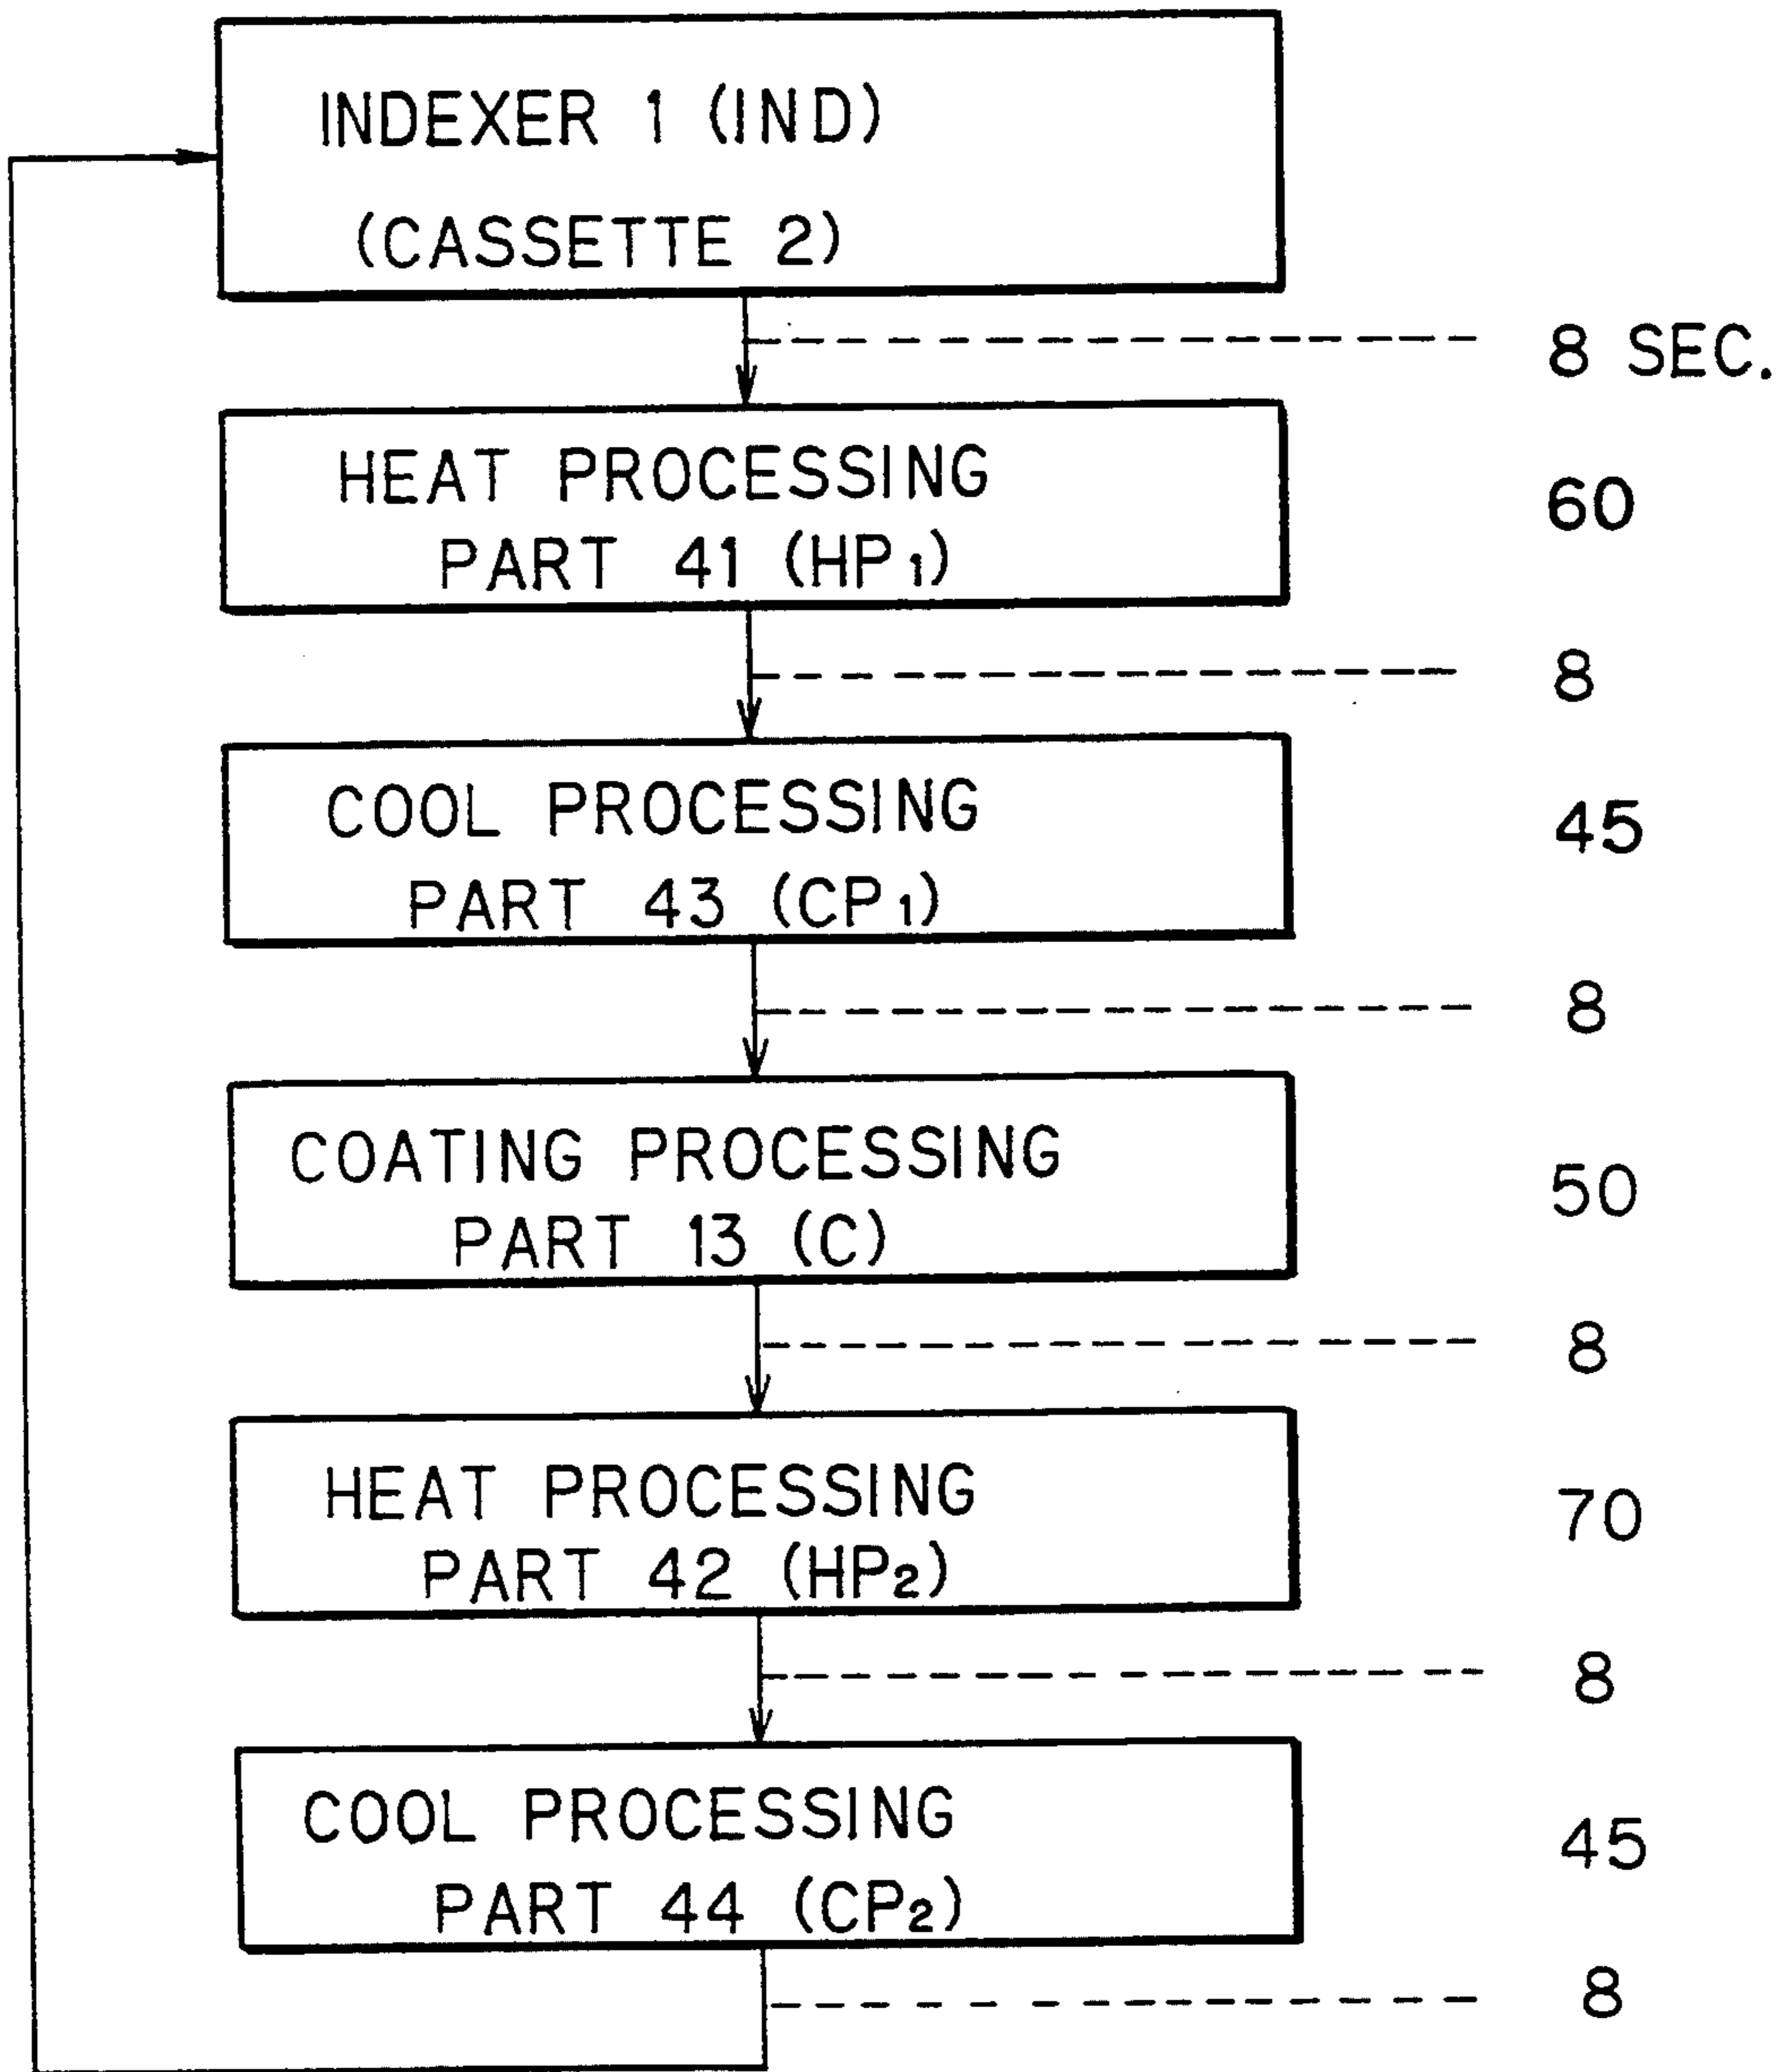 INDEXER 1 (IND)
(CASSETTE 2)
8 SEC.
HEAT PROCESSING
PART 41 (HP₁)
60
8
COOL PROCESSING
PART 43 (CP₁)
45
8
COATING PROCESSING
PART 13 (C)
50
8
HEAT PROCESSING
PART 42 (HP₂)
70
8
COOL PROCESSING
PART 44 (CP₂)
45
8